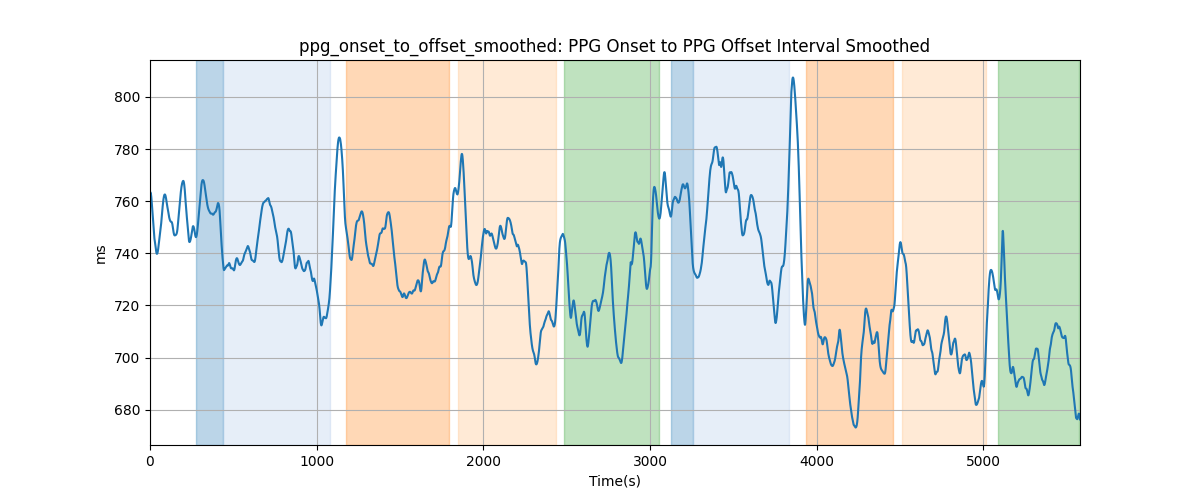 ppg_onset_to_offset_smoothed: PPG Onset to PPG Offset Interval Smoothed
800
780
760
740
720
700
680
ms
0 1000 2000 3000 4000 5000
Time(s)